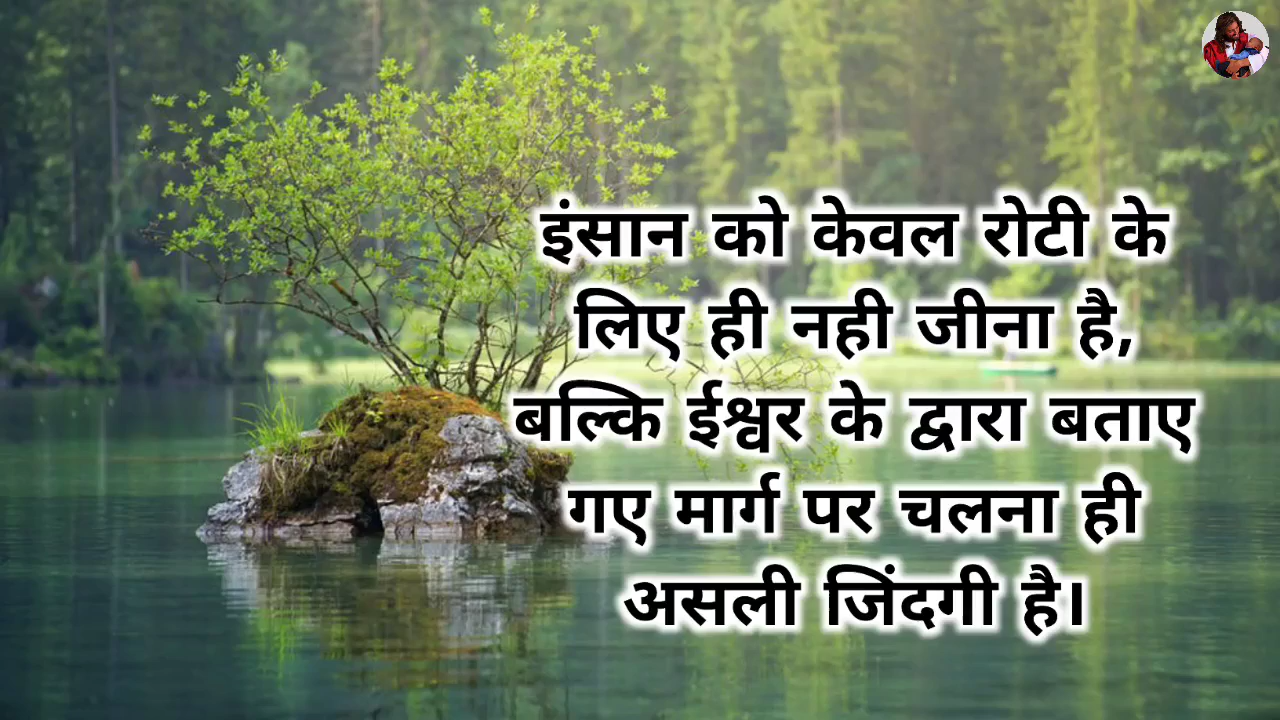 इंसान को केवल रोटी के
लिए ही नही जीना है,
बल्कि ईश्वर के द्वारा बताए
गए मार्ग पर चलना ही
असली जिंदगी है।